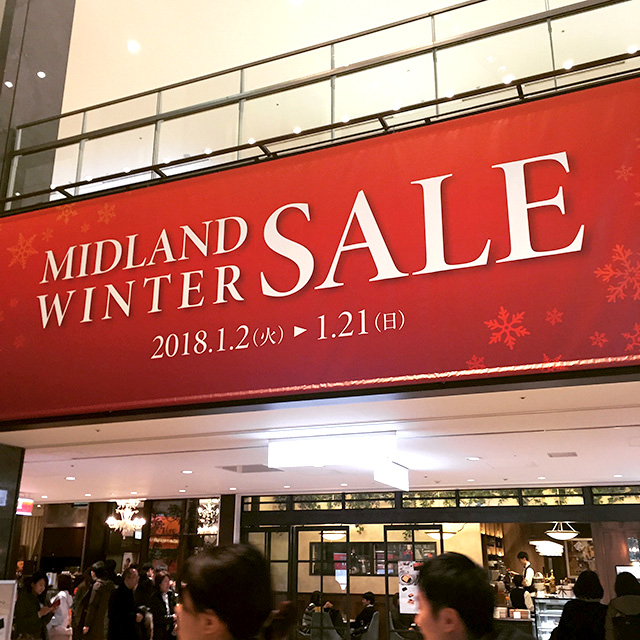 MIDLAND
WINTER SALE
2018.1.2(火) ▶ 1.21(日)